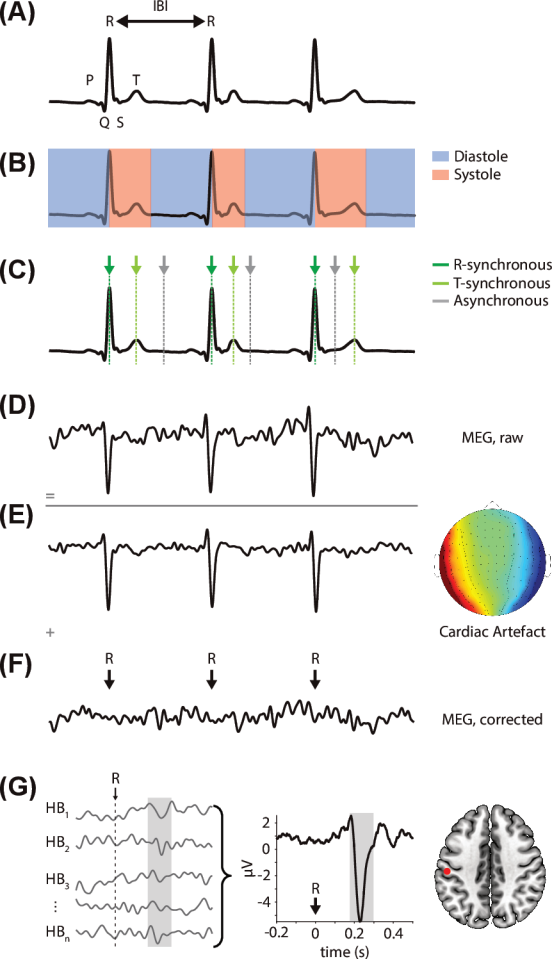 (A)
IBI
R R
P T
Q S
(B)
Diastole
Systole
(C)
R-synchronous
T-synchronous
Asynchronous
(D)
MEG, raw
=
(E)
Cardiac Artefact
+
(F)
R R R
MEG, corrected
(G)
R
HB1
HB2
HB3
⋮
HBn
μV
2
0
-2
-4
R
-0.2 0 0.2 0.4
time (s)